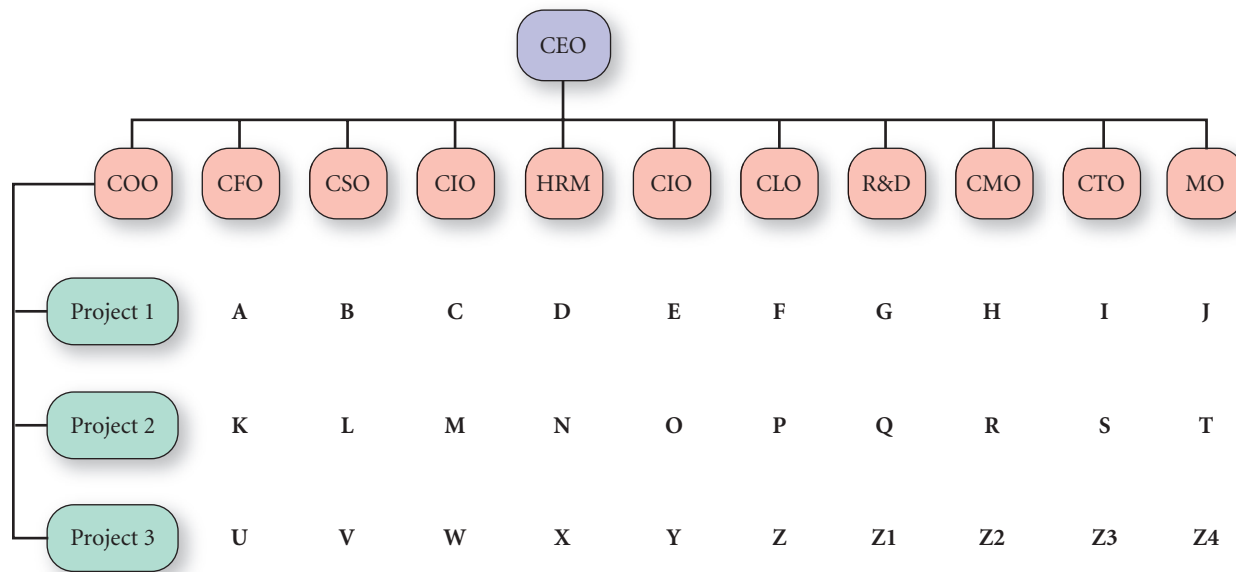 CEO
COO CFO CSO CIO HRM CIO CLO R&D CMO CTO MO
Project 1 A B C D E F G H I J
Project 2 K L M N O P Q R S T
Project 3 U V W X Y Z Z1 Z2 Z3 Z4